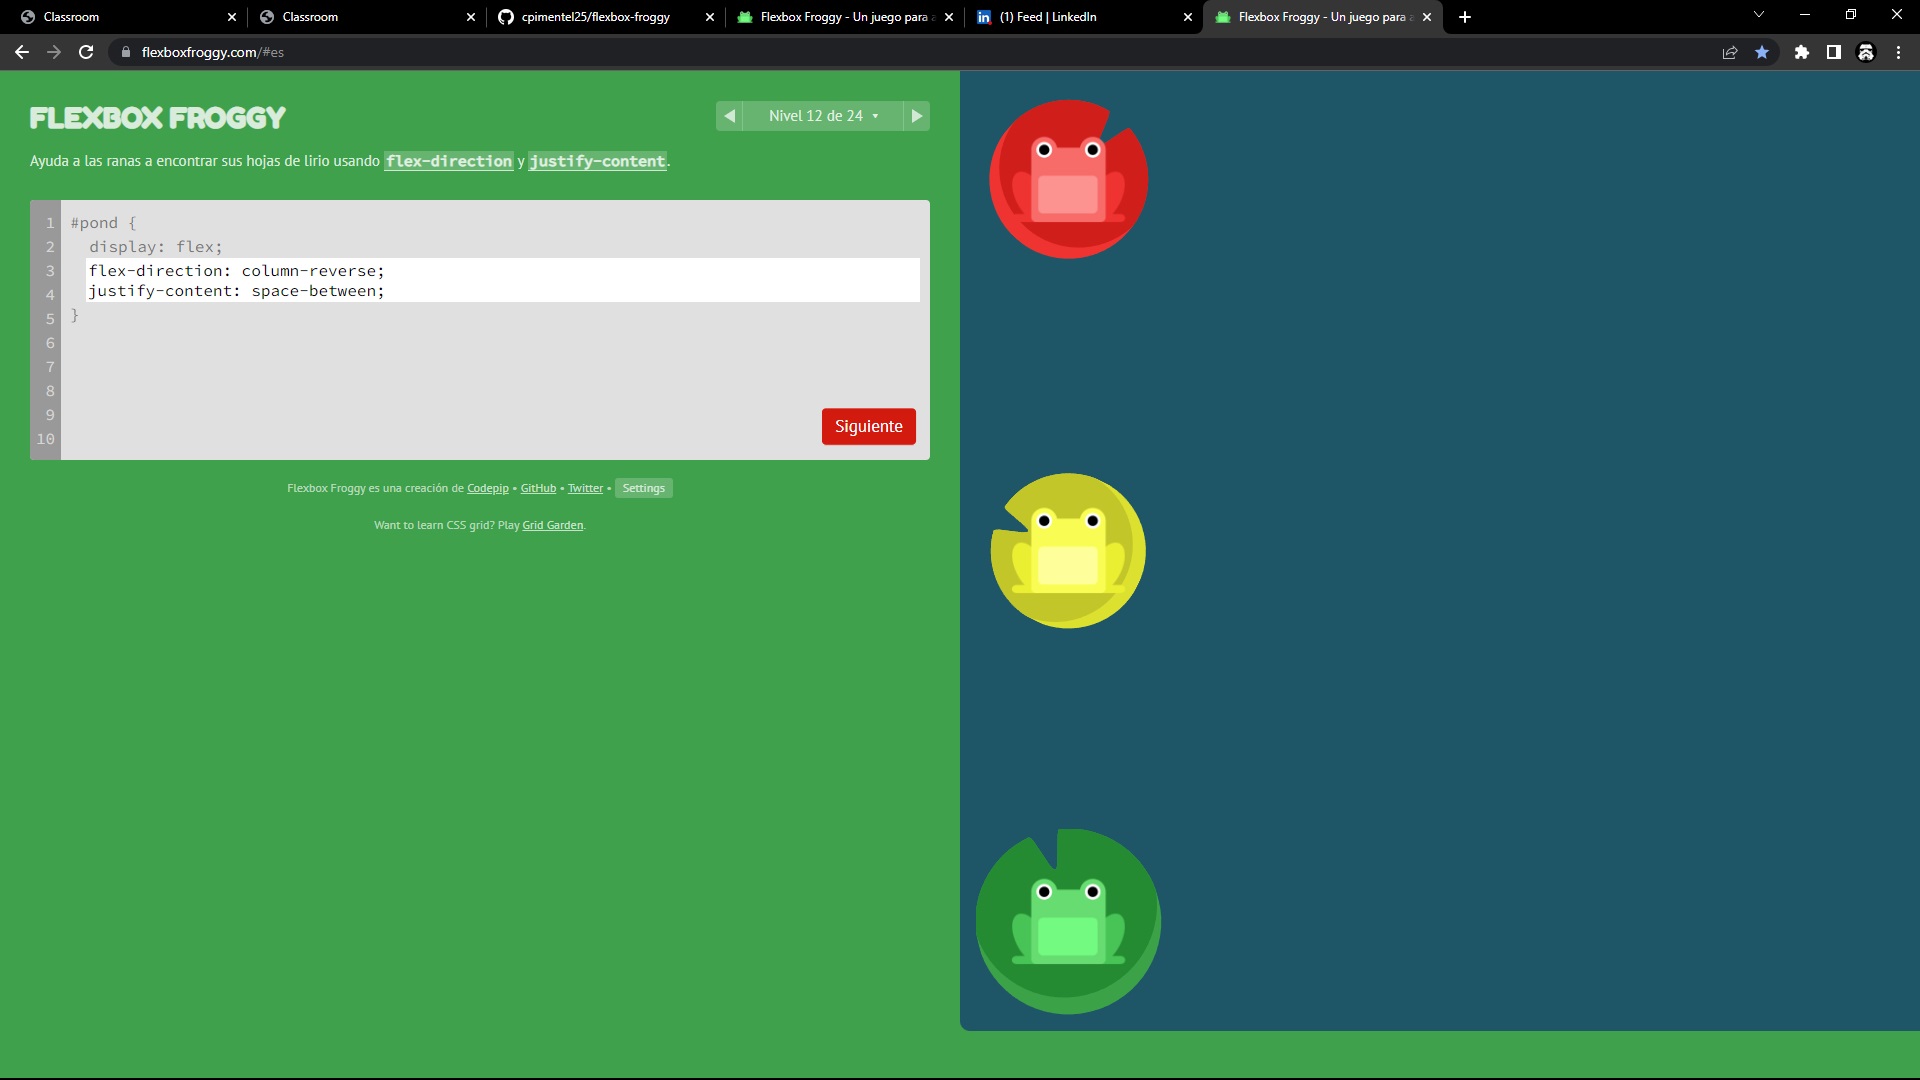 Classroom
Classroom
cpimentel25/flexbox-froggy
Flexbox Froggy - Un juego para
(1) Feed | LinkedIn
Flexbox Froggy - Un juego para
flexboxfroggy.com/#es
FLEXBOX FROGGY
Nivel 12 de 24
Ayuda a las ranas a encontrar sus hojas de lirio usando flex-direction y justify-content.
1 #pond {
2 display: flex;
3 flex-direction: column-reverse;
4 justify-content: space-between;
5 }
6
7
8
9
10
Siguiente
Flexbox Froggy es una creación de Codepip • GitHub • Twitter • Settings
Want to learn CSS grid? Play Grid Garden.